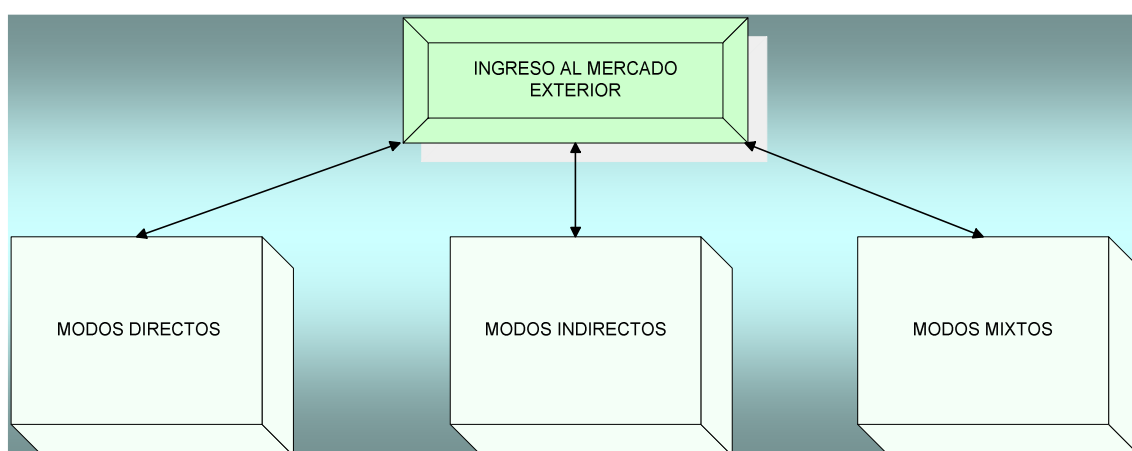 INGRESO AL MERCADO
EXTERIOR
MODOS DIRECTOS
MODOS INDIRECTOS
MODOS MIXTOS